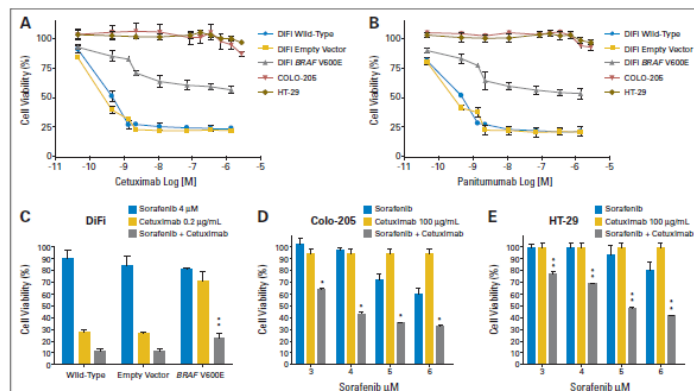 A
Cell Viability (%)
125
100
75
50
25
0
-11 -10 -9 -8 -7 -6 -5
Cetuximab Log [M]
DIFI Wild-Type
DIFI Empty Vector
DIFI BRAF V600E
COLO-205
HT-29
B
Cell Viability (%)
125
100
75
50
25
0
-11 -10 -9 -8 -7 -6 -5
Panitumumab Log [M]
DIFI Wild-Type
DIFI Empty Vector
DIFI BRAF V600E
COLO-205
HT-29
C
DiFi
Sorafenib 4 µM
Cetuximab 0.2 µg/mL
Sorafenib + Cetuximab
Cell Viability (%)
100
90
80
70
60
50
40
30
20
10
0
* *
Wild-Type Empty Vector BRAF V600E
D
Colo-205
Sorafenib
Cetuximab 100 µg/mL
Sorafenib + Cetuximab
Cell Viability (%)
100
90
80
70
60
50
40
30
20
10
0
* * * *
3 4 5 6
Sorafenib µM
E
HT-29
Sorafenib
Cetuximab 100 µg/mL
Sorafenib + Cetuximab
Cell Viability (%)
100
90
80
70
60
50
40
30
20
10
0
** ** ** **
3 4 5 6
Sorafenib µM